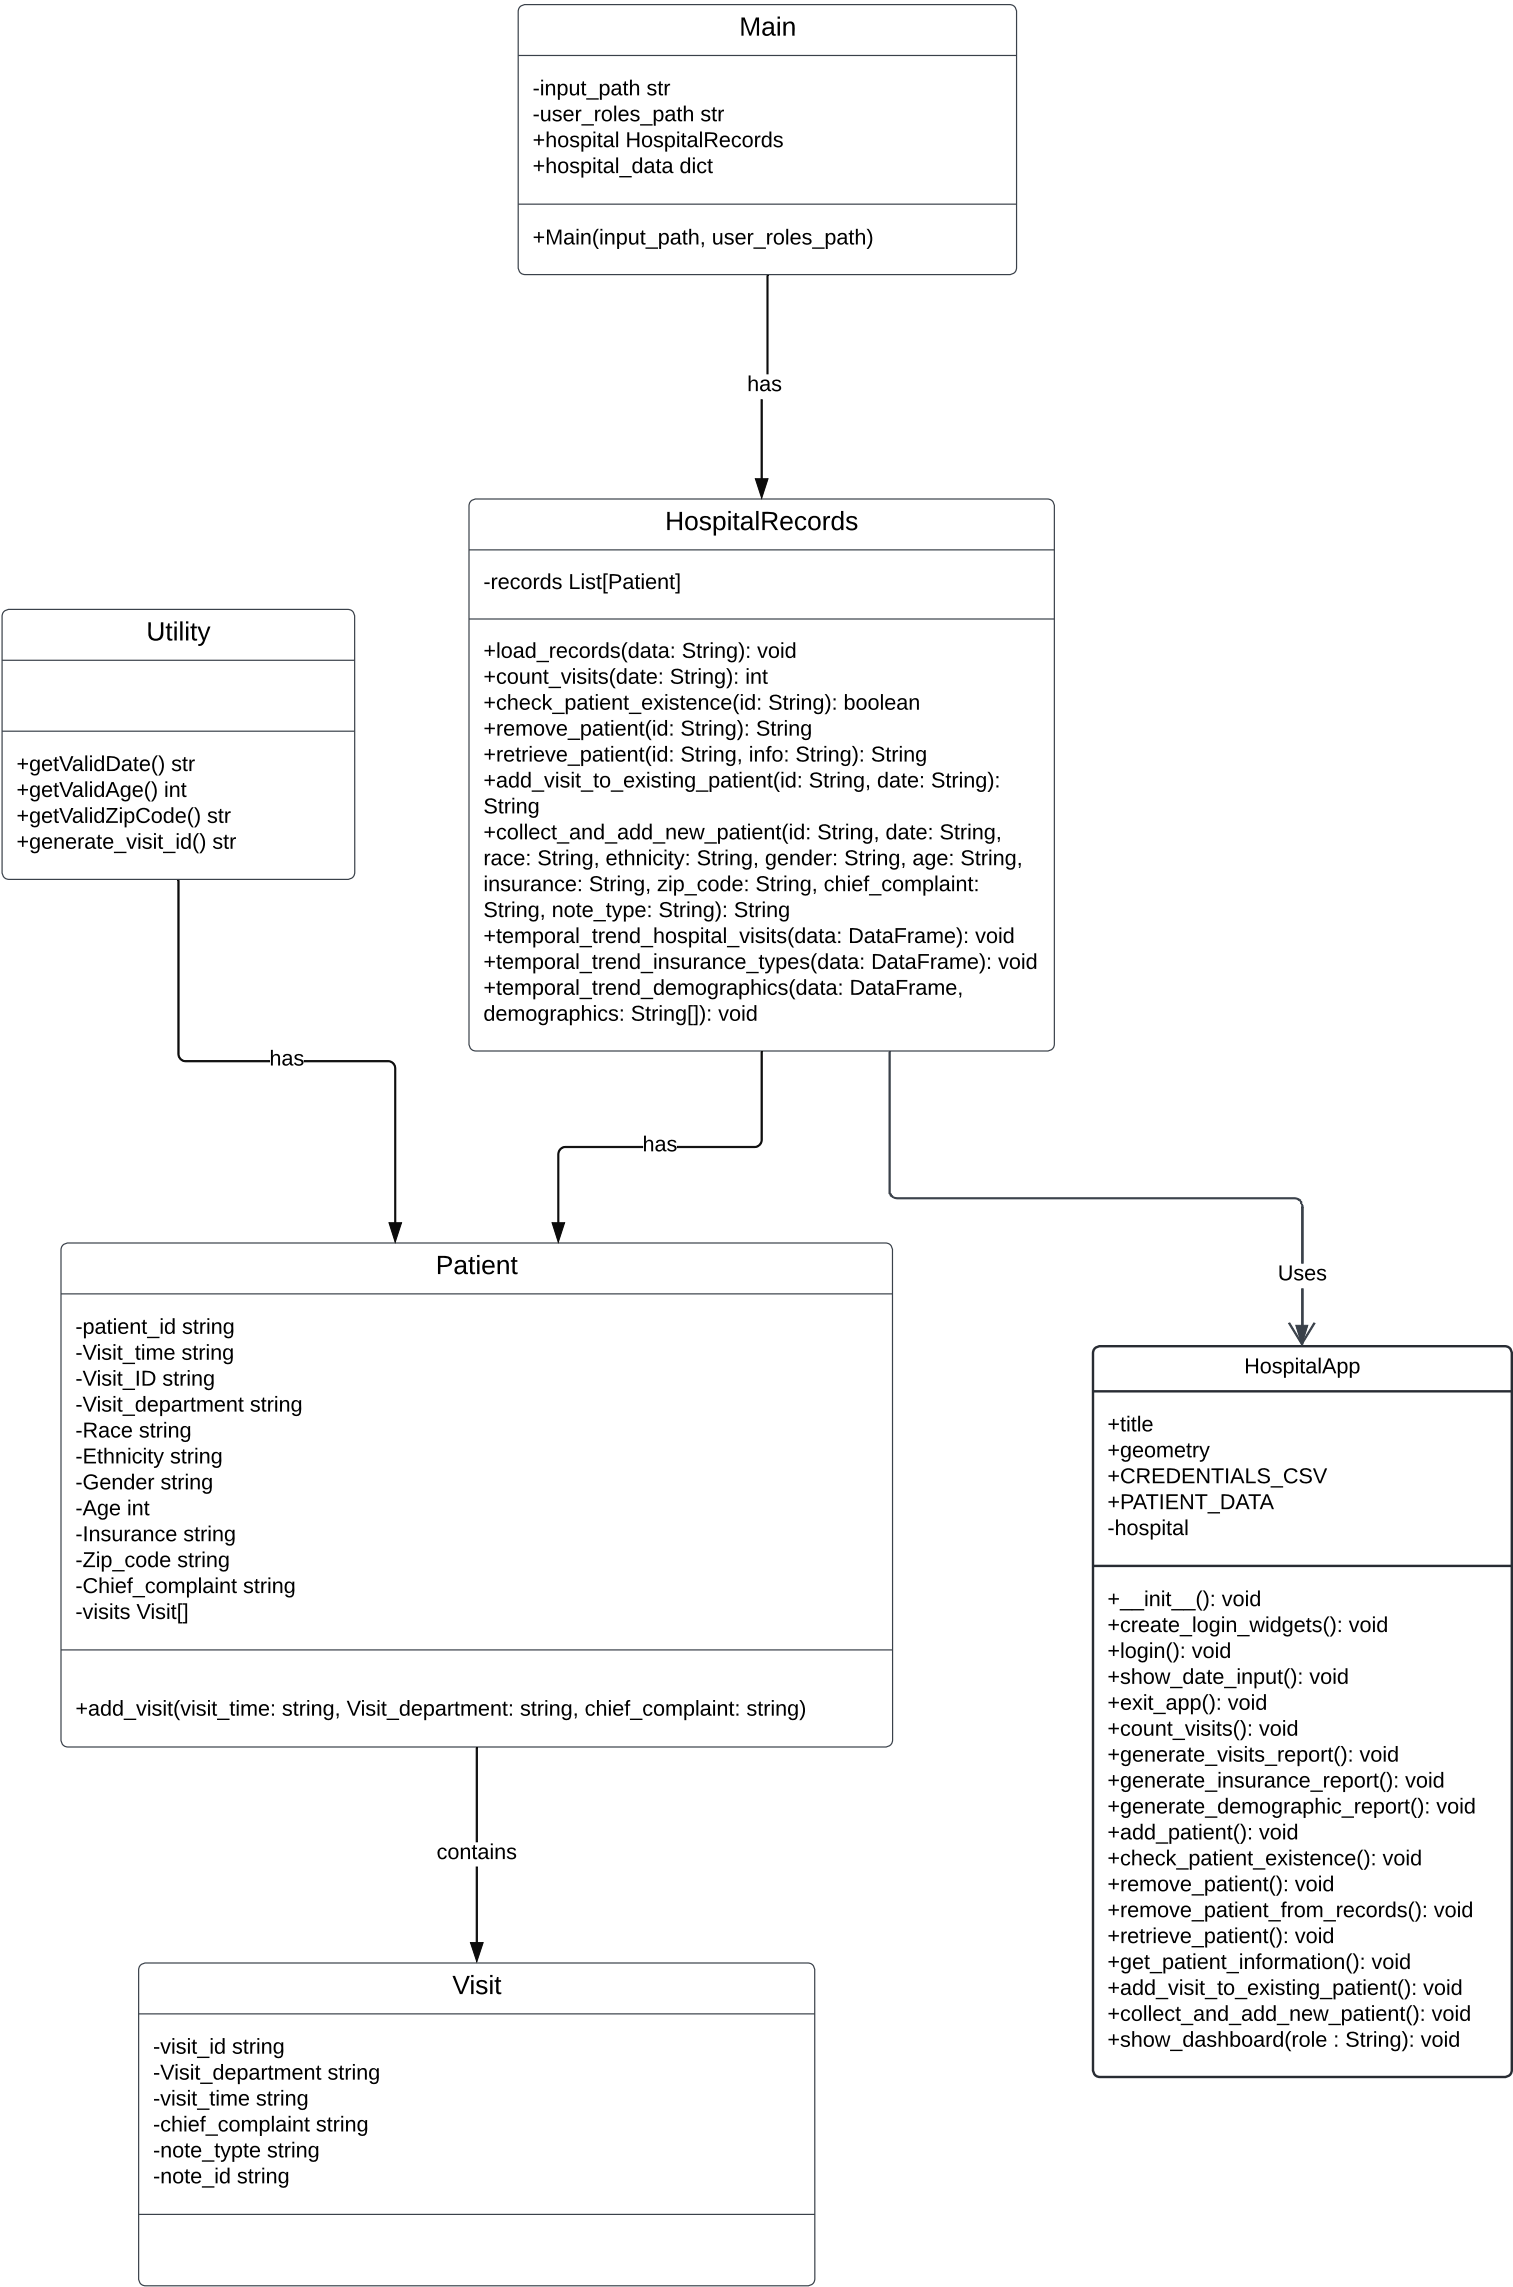 Main
-input_path str
-user_roles_path str
+hospital HospitalRecords
+hospital_data dict
+Main(input_path, user_roles_path)
has
HospitalRecords
-records List[Patient]
+load_records(data: String): void
+count_visits(date: String): int
+check_patient_existence(id: String): boolean
+remove_patient(id: String): String
+retrieve_patient(id: String, info: String): String
+add_visit_to_existing_patient(id: String, date: String):
String
+collect_and_add_new_patient(id: String, date: String,
race: String, ethnicity: String, gender: String, age: String,
insurance: String, zip_code: String, chief_complaint:
String, note_type: String): String
+temporal_trend_hospital_visits(data: DataFrame): void
+temporal_trend_insurance_types(data: DataFrame): void
+temporal_trend_demographics(data: DataFrame,
demographics: String[]): void
Utility
+getValidDate() str
+getValidAge() int
+getValidZipCode() str
+generate_visit_id() str
has
has
Uses
Patient
-patient_id string
-Visit_time string
-Visit_ID string
-Visit_department string
-Race string
-Ethnicity string
-Gender string
-Age int
-Insurance string
-Zip_code string
-Chief_complaint string
-visits Visit[]
+add_visit(visit_time: string, Visit_department: string, chief_complaint: string)
HospitalApp
+title
+geometry
+CREDENTIALS_CSV
+PATIENT_DATA
-hospital
+__init__(): void
+create_login_widgets(): void
+login(): void
+show_date_input(): void
+exit_app(): void
+count_visits(): void
+generate_visits_report(): void
+generate_insurance_report(): void
+generate_demographic_report(): void
+add_patient(): void
+check_patient_existence(): void
+remove_patient(): void
+remove_patient_from_records(): void
+retrieve_patient(): void
+get_patient_information(): void
+add_visit_to_existing_patient(): void
+collect_and_add_new_patient(): void
+show_dashboard(role : String): void
contains
Visit
-visit_id string
-Visit_department string
-visit_time string
-chief_complaint string
-note_typte string
-note_id string